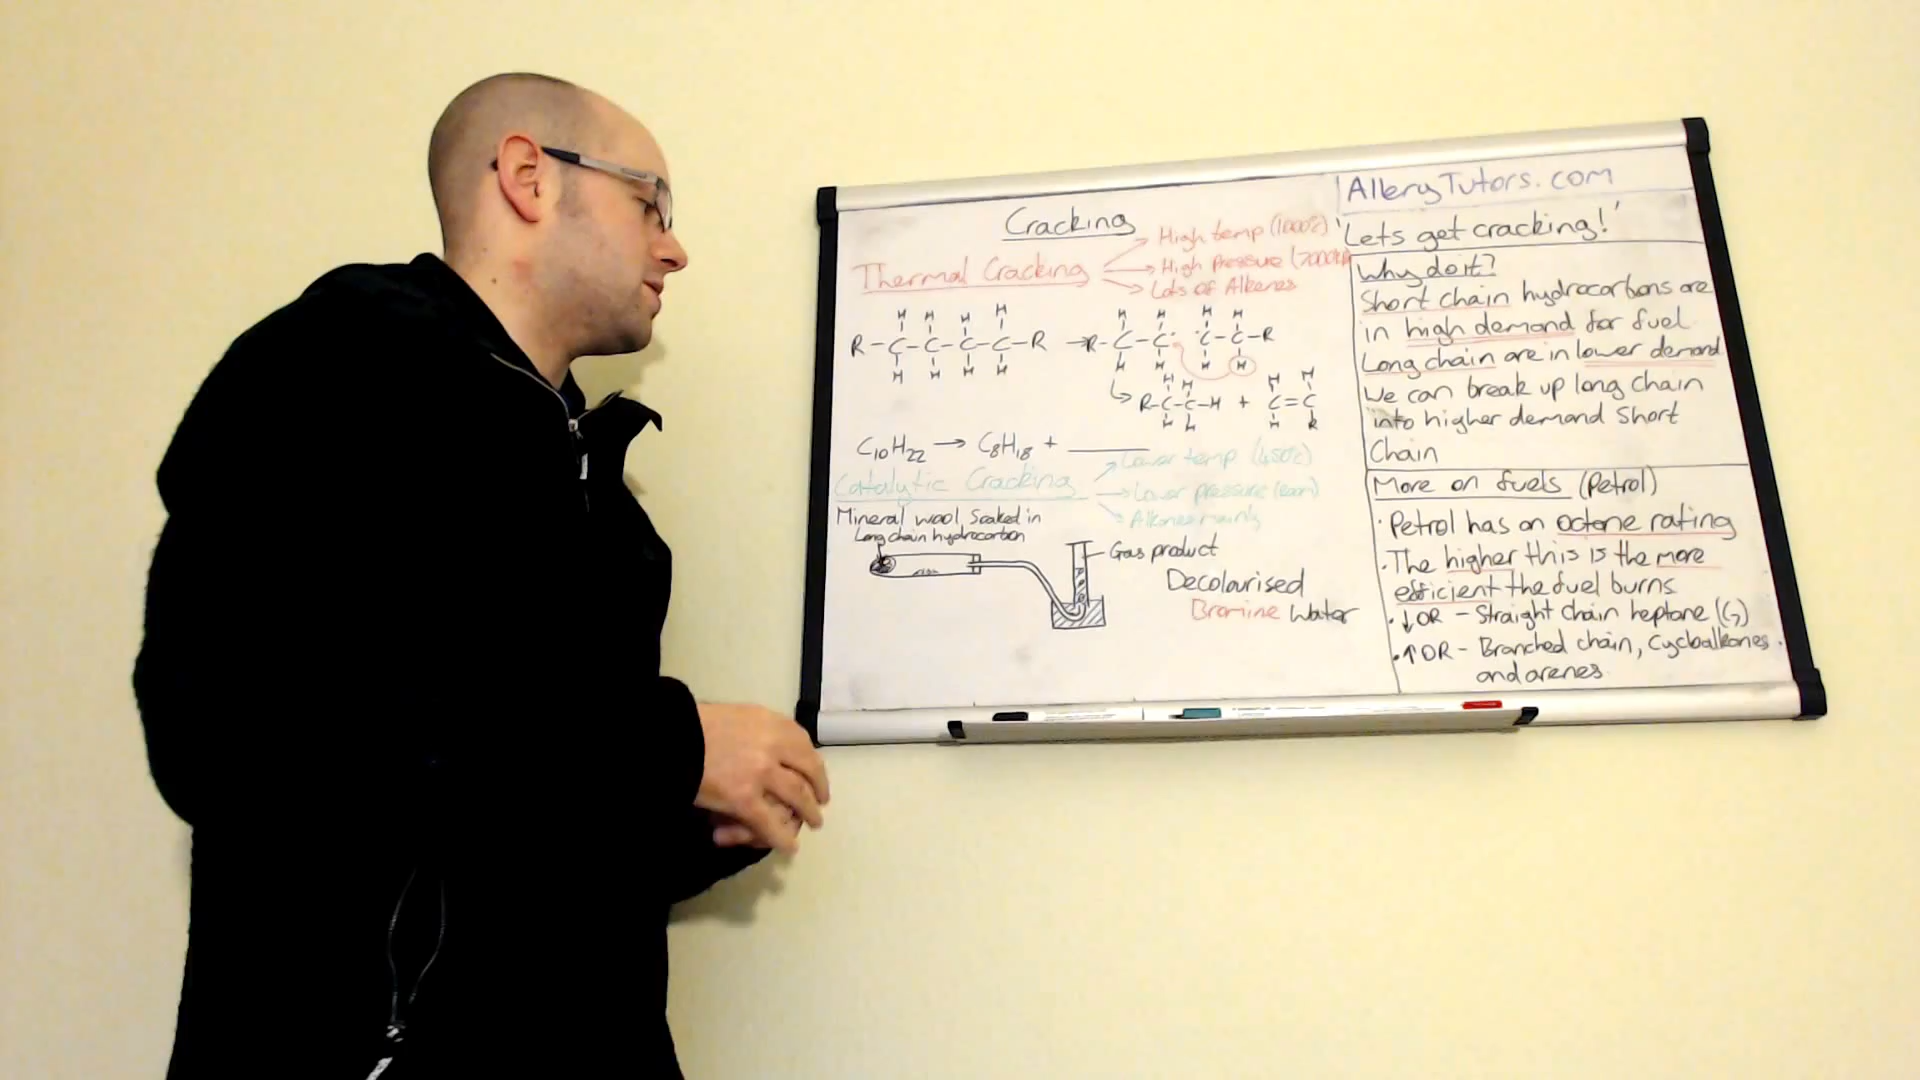 AlleryTutors.com
Cracking
'Lets get cracking!'
Thermal Cracking
High temp (1000°c)
High Pressure
Lots of Alkenes
H H H H
R-C-C-C-C-R
H H H H
H H H H
R-C-C· ·C-C-R
H H H H
H H H H
R-C-C-H + C=C
H H H R
C10H22 → C8H18 +
Catalytic Cracking
Lower temp (450°c)
Lower pressure
Alkanes mainly
Mineral wool Soaked in
Long chain hydrocarbon
Gas product
Decolourised
Bromine Water
Why do it?
Short chain hydrocarbons are
in high demand for fuel
Long chain are in lower demand
We can break up long chain
into higher demand Short
Chain
More on fuels (Petrol)
· Petrol has an octane rating
· The higher this is the more
efficient the fuel burns
· ↓OR - Straight chain heptane (C7)
· ↑OR - Branched chain, Cycloalkanes
and arenes